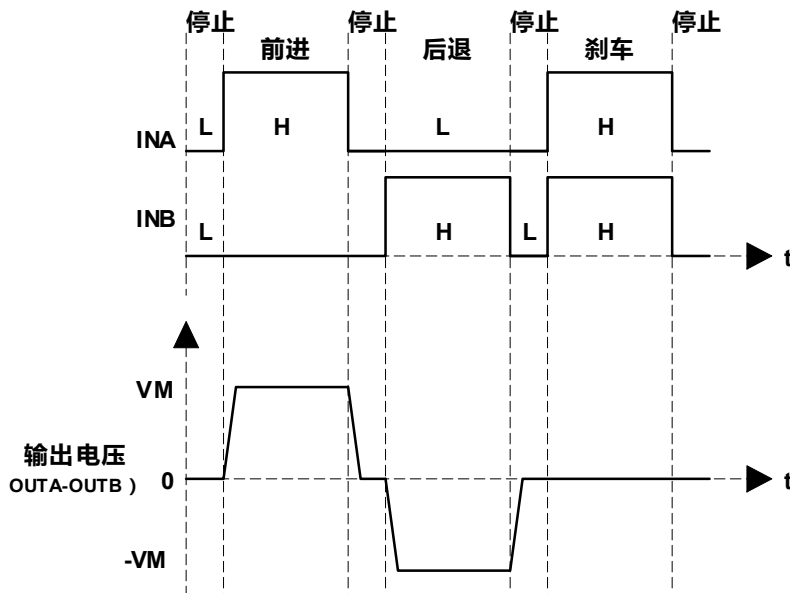 停止 停止 停止 停止
前进 后退 刹车
L H L H
INA
INB
L H L H
t
VM
输出电压
OUTA-OUTB ） 0 t
-VM